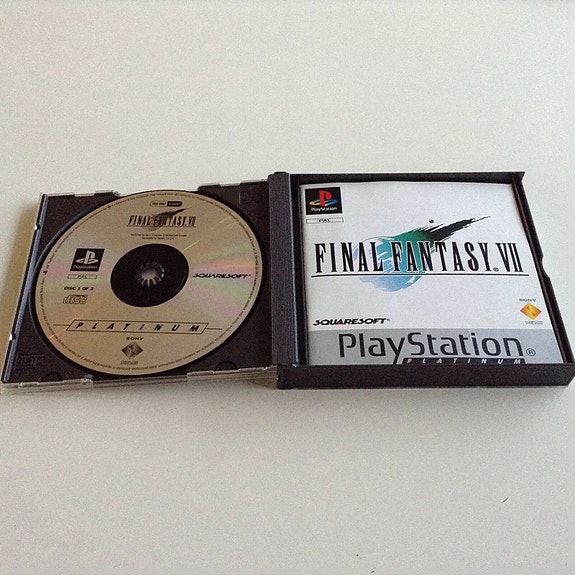 FINAL FANTASY VII
PAL
DISC 1 OF 3
SQUARESOFT
PLATINUM
SONY
PlayStation
PAL
FINAL FANTASY® VII
SONY
SQUARESOFT®
PlayStation®
PLATINUM